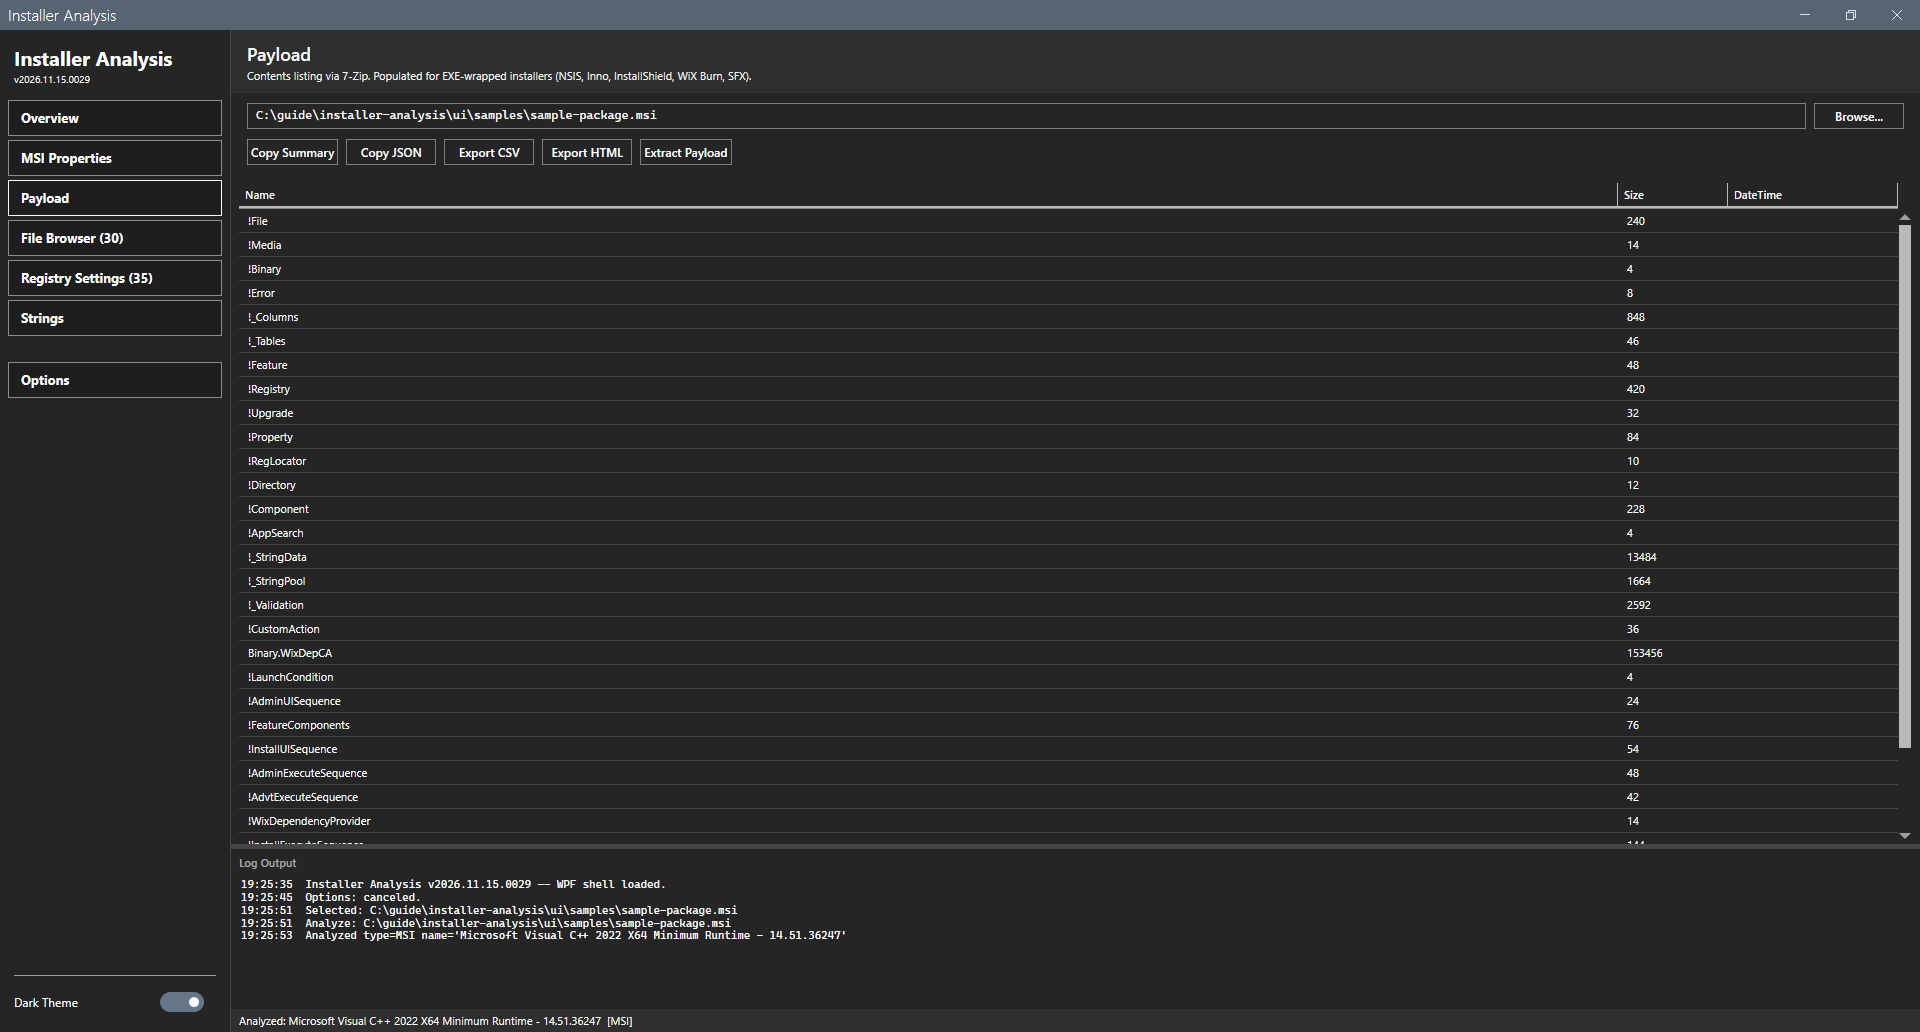 Installer Analysis
Installer Analysis
v2026.11.15.0029
Overview
MSI Properties
Payload
File Browser (30)
Registry Settings (35)
Strings
Options
Dark Theme
Payload
Contents listing via 7-Zip. Populated for EXE-wrapped installers (NSIS, Inno, InstallShield, WiX Burn, SFX).
C:\guide\installer-analysis\ui\samples\sample-package.msi
Browse...
Copy Summary Copy JSON Export CSV Export HTML Extract Payload
Name Size DateTime
!File 240
!Media 14
!Binary 4
!Error 8
!_Columns 848
!_Tables 46
!Feature 48
!Registry 420
!Upgrade 32
!Property 84
!RegLocator 10
!Directory 12
!Component 228
!AppSearch 4
!_StringData 13484
!_StringPool 1664
!_Validation 2592
!CustomAction 36
Binary.WixDepCA 153456
!LaunchCondition 4
!AdminUISequence 24
!FeatureComponents 76
!InstallUISequence 54
!AdminExecuteSequence 48
!AdvtExecuteSequence 42
!WixDependencyProvider 14
!InstallExecuteSequence 144
Log Output
19:25:35 Installer Analysis v2026.11.15.0029 -- WPF shell loaded.
19:25:45 Options: canceled.
19:25:51 Selected: C:\guide\installer-analysis\ui\samples\sample-package.msi
19:25:51 Analyze: C:\guide\installer-analysis\ui\samples\sample-package.msi
19:25:53 Analyzed type=MSI name='Microsoft Visual C++ 2022 X64 Minimum Runtime - 14.51.36247'
Analyzed: Microsoft Visual C++ 2022 X64 Minimum Runtime - 14.51.36247 [MSI]